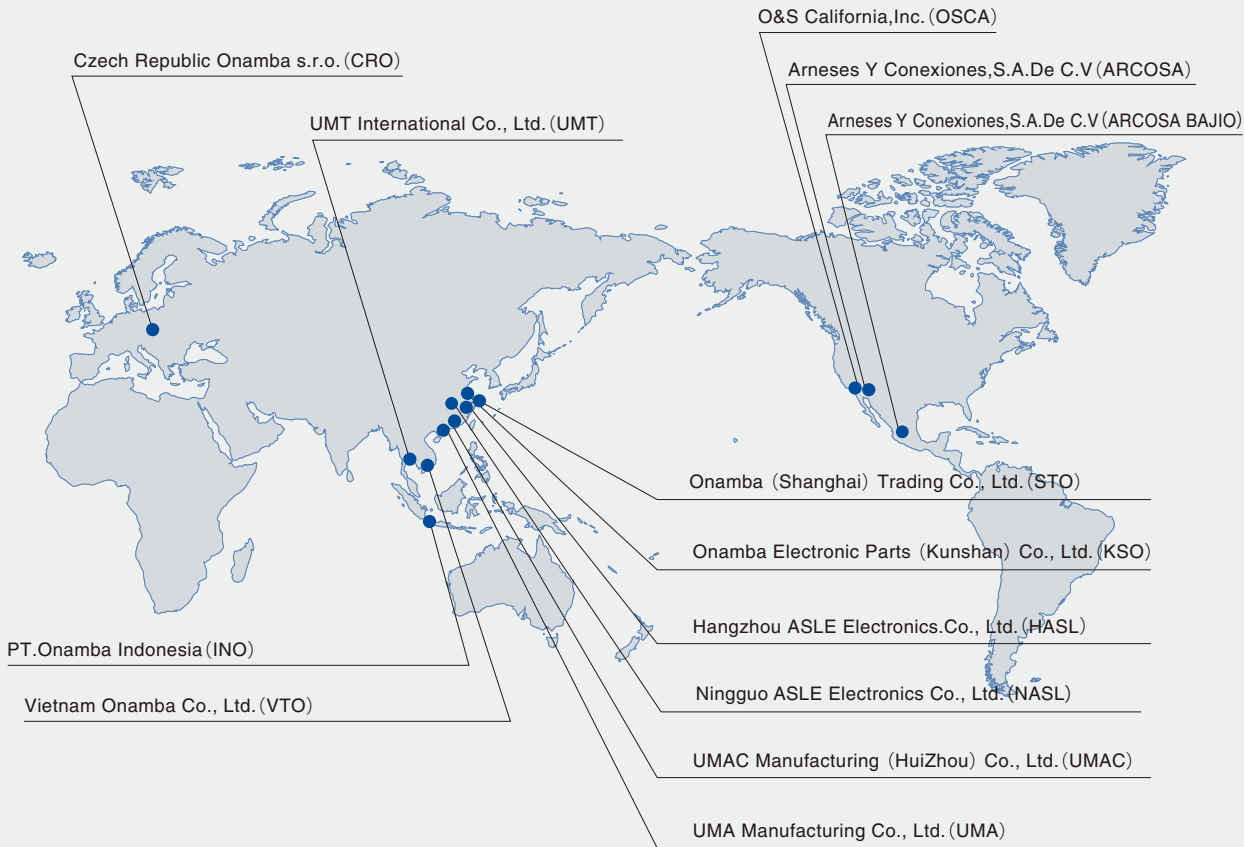 O&S California,Inc.(OSCA)
Czech Republic Onamba s.r.o.(CRO)
Arneses Y Conexiones,S.A.De C.V(ARCOSA)
UMT International Co., Ltd.(UMT)
Arneses Y Conexiones,S.A.De C.V(ARCOSA BAJIO)
Onamba (Shanghai) Trading Co., Ltd.(STO)
Onamba Electronic Parts (Kunshan) Co., Ltd.(KSO)
Hangzhou ASLE Electronics.Co., Ltd.(HASL)
PT.Onamba Indonesia(INO)
Ningguo ASLE Electronics Co., Ltd.(NASL)
Vietnam Onamba Co., Ltd.(VTO)
UMAC Manufacturing (HuiZhou) Co., Ltd.(UMAC)
UMA Manufacturing Co., Ltd.(UMA)